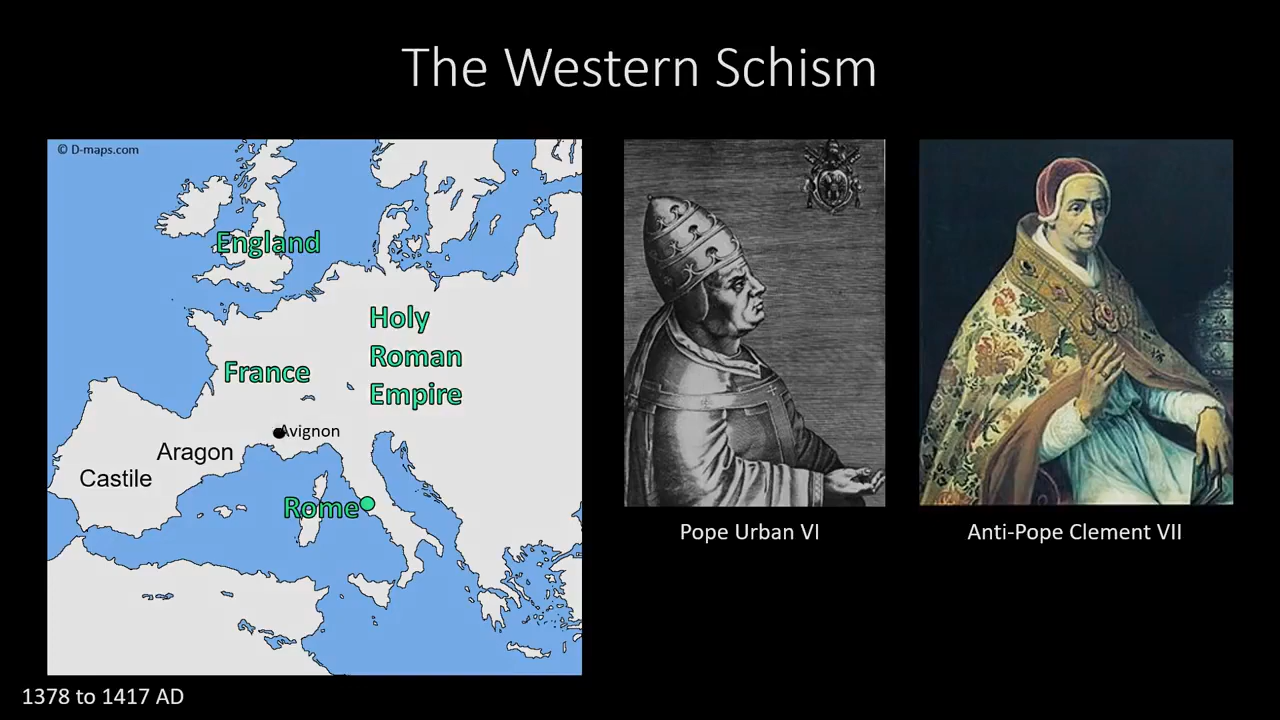 The Western Schism
© D-maps.com
England
Holy
Roman
Empire
France
Avignon
Aragon
Castile
Rome
Pope Urban VI
Anti-Pope Clement VII
1378 to 1417 AD